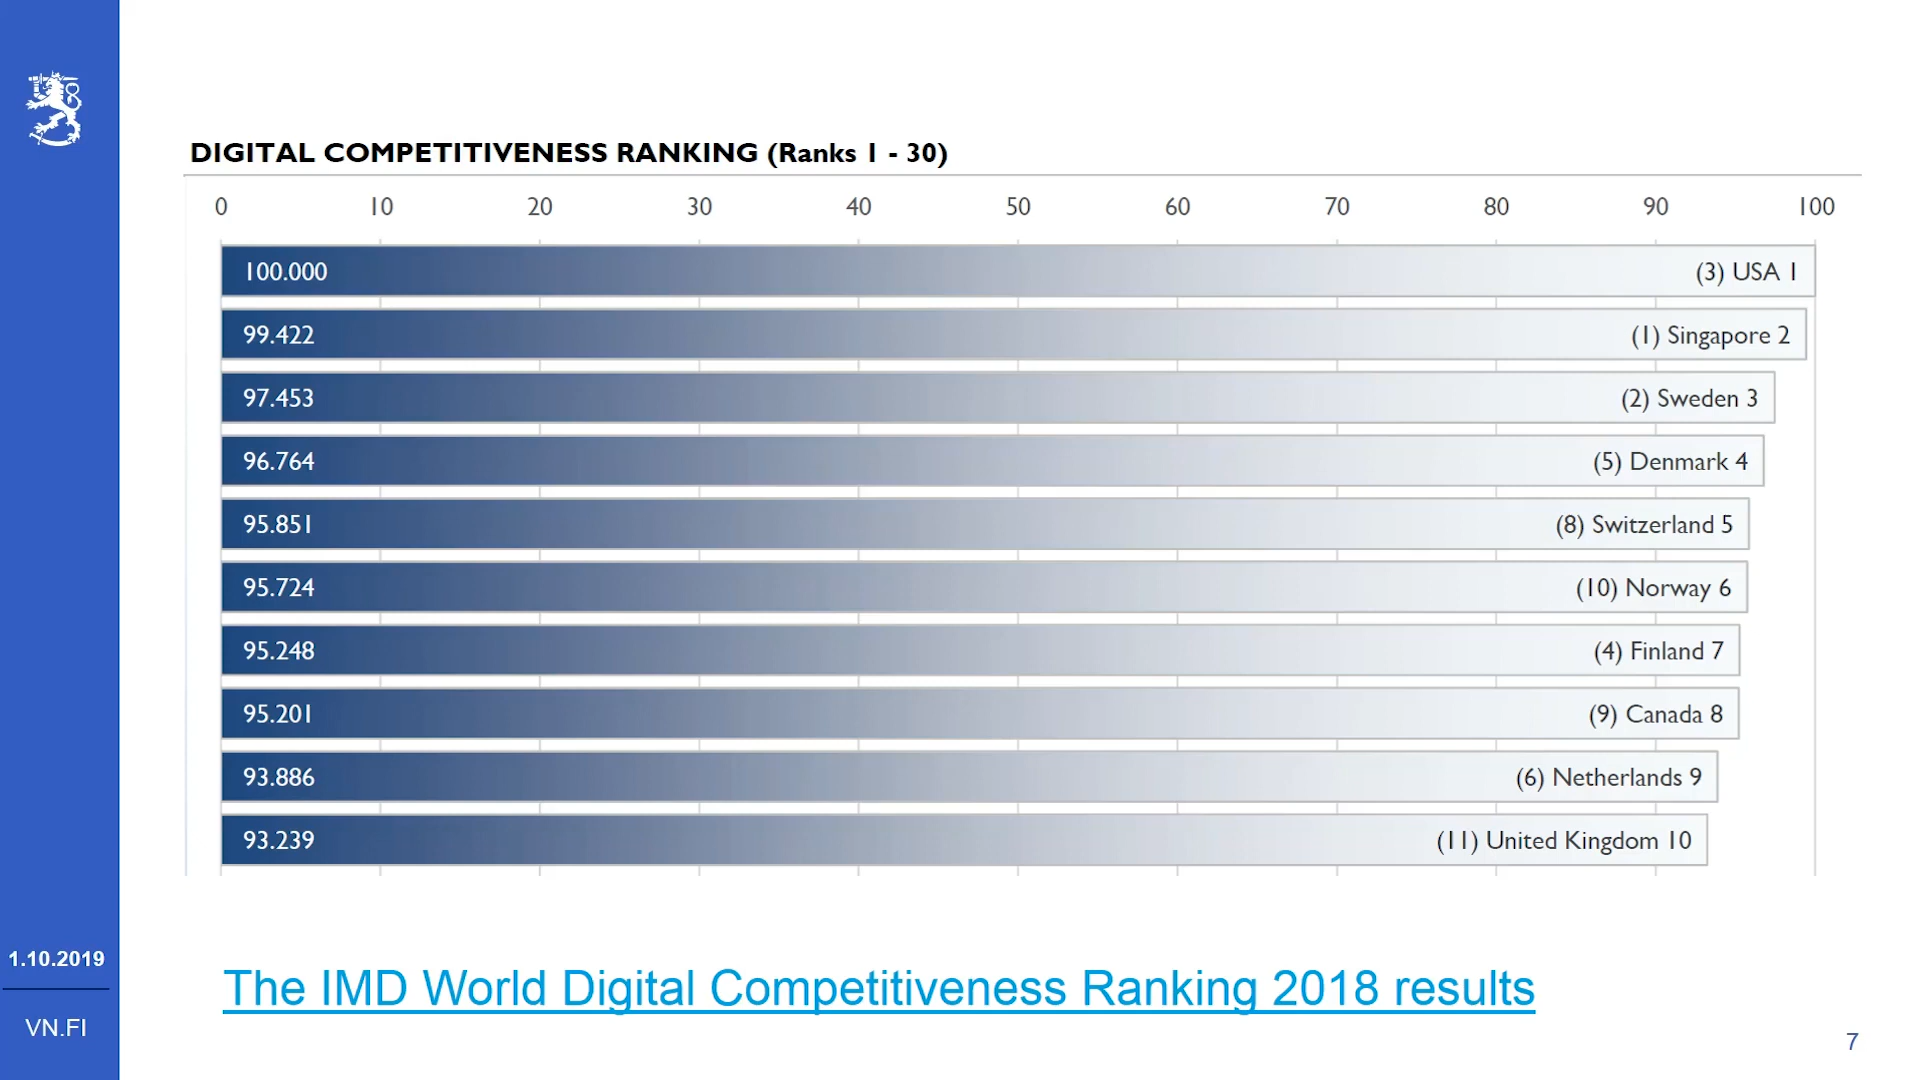 DIGITAL COMPETITIVENESS RANKING (Ranks 1 - 30)
0 10 20 30 40 50 60 70 80 90 100
100.000 (3) USA 1
99.422 (1) Singapore 2
97.453 (2) Sweden 3
96.764 (5) Denmark 4
95.851 (8) Switzerland 5
95.724 (10) Norway 6
95.248 (4) Finland 7
95.201 (9) Canada 8
93.886 (6) Netherlands 9
93.239 (11) United Kingdom 10
The IMD World Digital Competitiveness Ranking 2018 results
1.10.2019
VN.FI
7